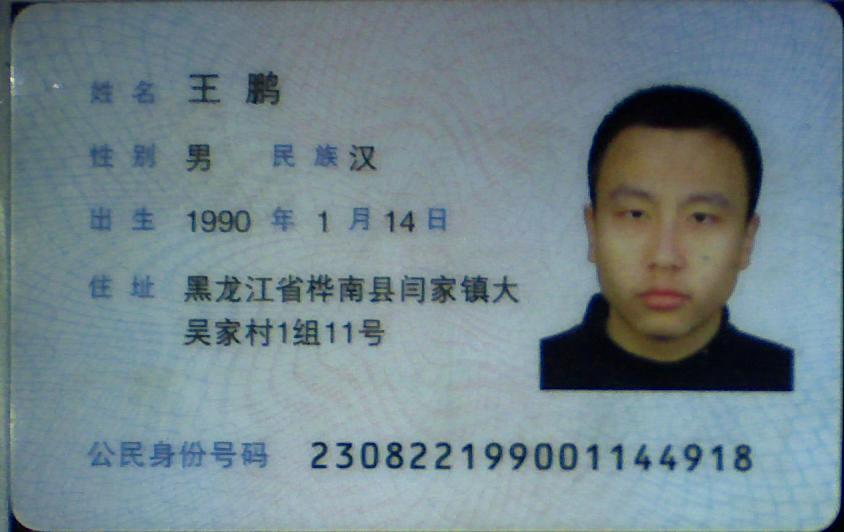 姓名 王鹏
性别 男 民族 汉
出生 1990 年 1 月 14 日
住址 黑龙江省桦南县闫家镇大
吴家村1组11号
公民身份号码 230822199001144918